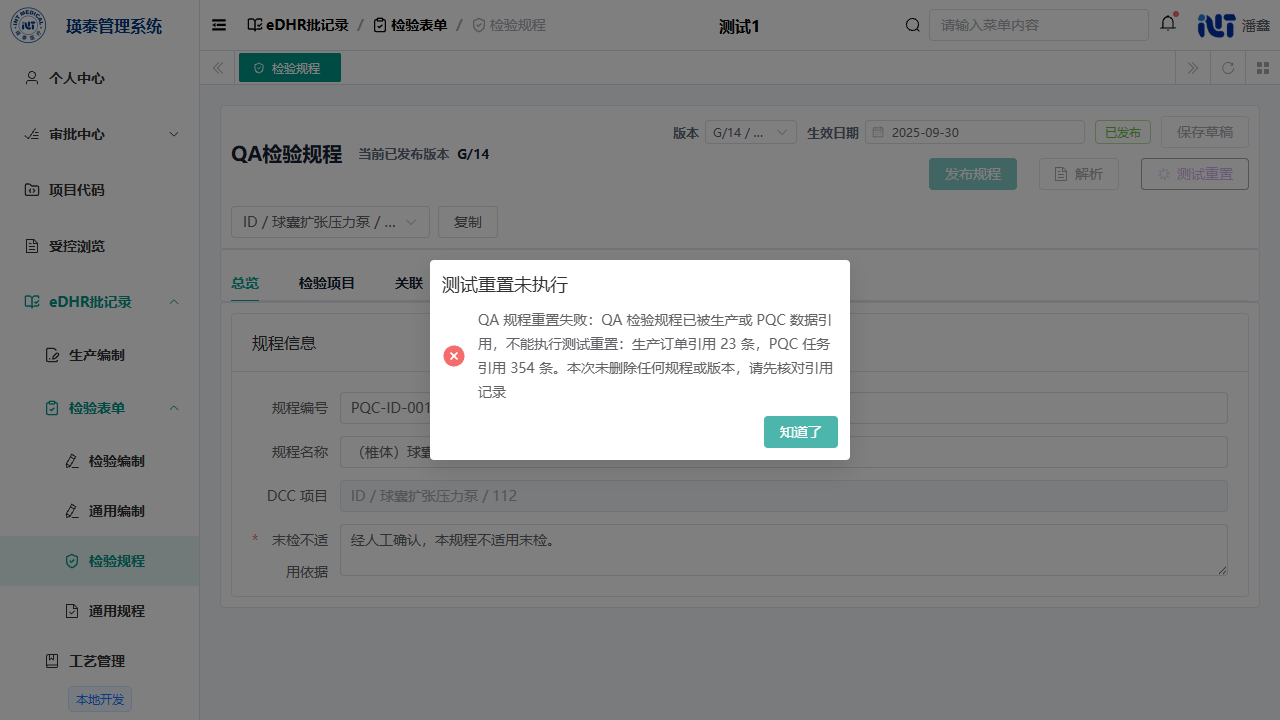 瑛泰管理系统
eDHR批记录 / 检验表单 / 检验规程
测试1
请输入菜单内容
潘鑫
检验规程
个人中心
审批中心
项目代码
受控浏览
eDHR批记录
生产编制
检验表单
检验编制
通用编制
检验规程
通用规程
工艺管理
本地开发
QA检验规程
当前已发布版本 G/14
版本
G/14 / ...
生效日期
2025-09-30
已发布
保存草稿
发布规程
解析
测试重置
ID / 球囊扩张压力泵 / ...
复制
总览
检验项目
关联
规程信息
规程编号
PQC-ID-001
规程名称
（椎体）球囊
DCC 项目
ID / 球囊扩张压力泵 / 112
* 末检不适
用依据
经人工确认，本规程不适用末检。
测试重置未执行
QA 规程重置失败：QA 检验规程已被生产或 PQC 数据引
用，不能执行测试重置：生产订单引用 23 条，PQC 任务
引用 354 条。本次未删除任何规程或版本，请先核对引用
记录
知道了